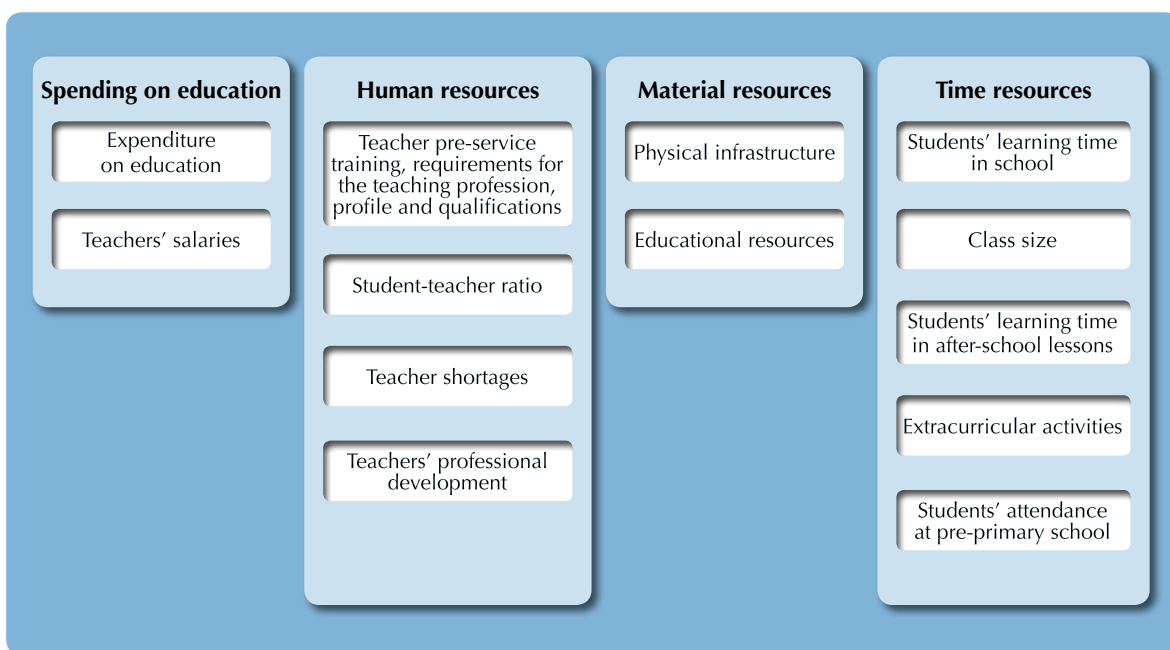 Spending on education
Expenditure
on education
Teachers’ salaries
Human resources
Teacher pre-service
training, requirements for
the teaching profession,
profile and qualifications
Student-teacher ratio
Teacher shortages
Teachers’ professional
development
Material resources
Physical infrastructure
Educational resources
Time resources
Students’ learning time
in school
Class size
Students’ learning time
in after-school lessons
Extracurricular activities
Students’ attendance
at pre-primary school